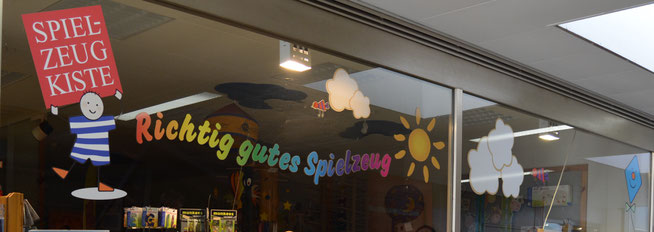 SPIEL-
ZEUG
KISTE
Richtig gutes Spielzeug